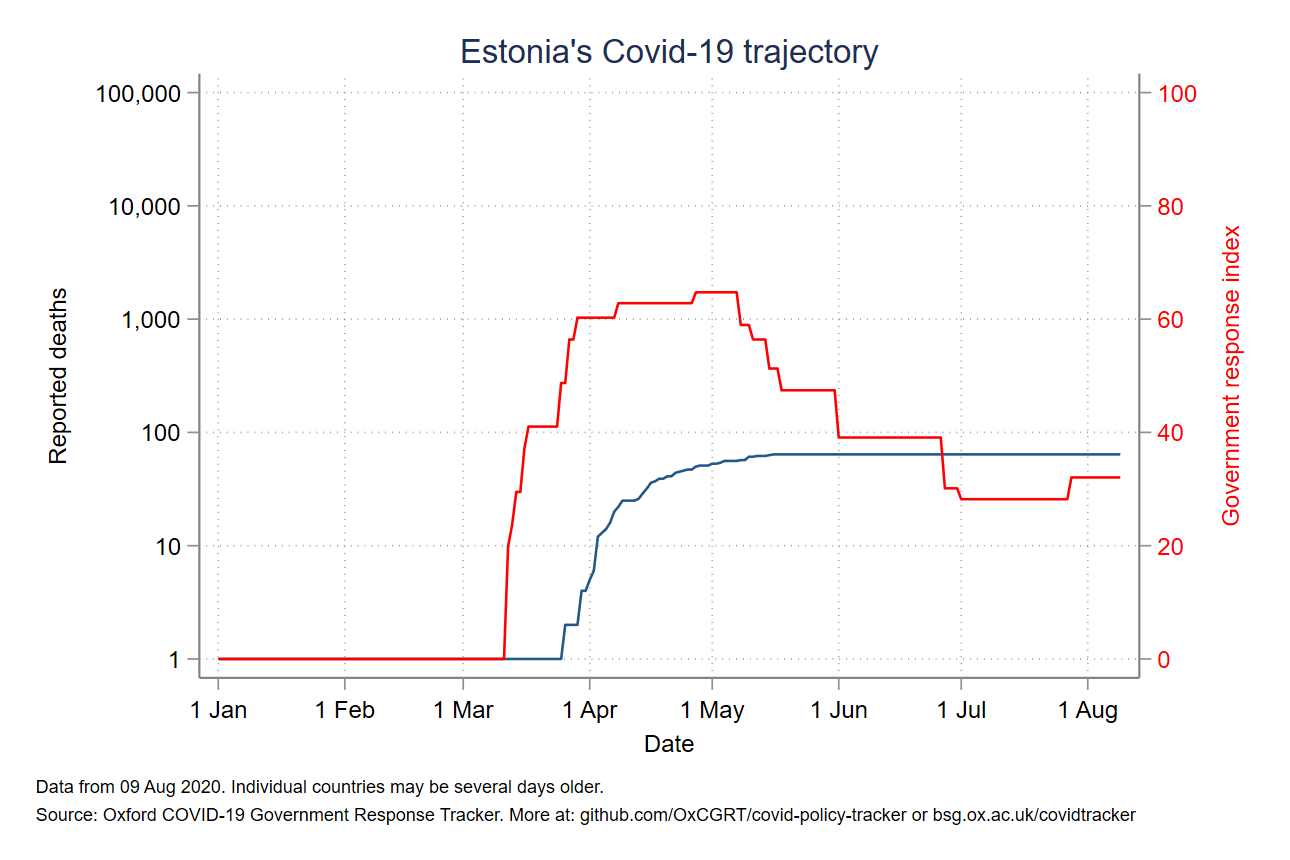 Estonia's Covid-19 trajectory
100,000
10,000
1,000
100
10
1
Reported deaths
100
80
60
40
20
0
Government response index
1 Jan 1 Feb 1 Mar 1 Apr 1 May 1 Jun 1 Jul 1 Aug
Date
Data from 09 Aug 2020. Individual countries may be several days older.
Source: Oxford COVID-19 Government Response Tracker. More at: github.com/OxCGRT/covid-policy-tracker or bsg.ox.ac.uk/covidtracker